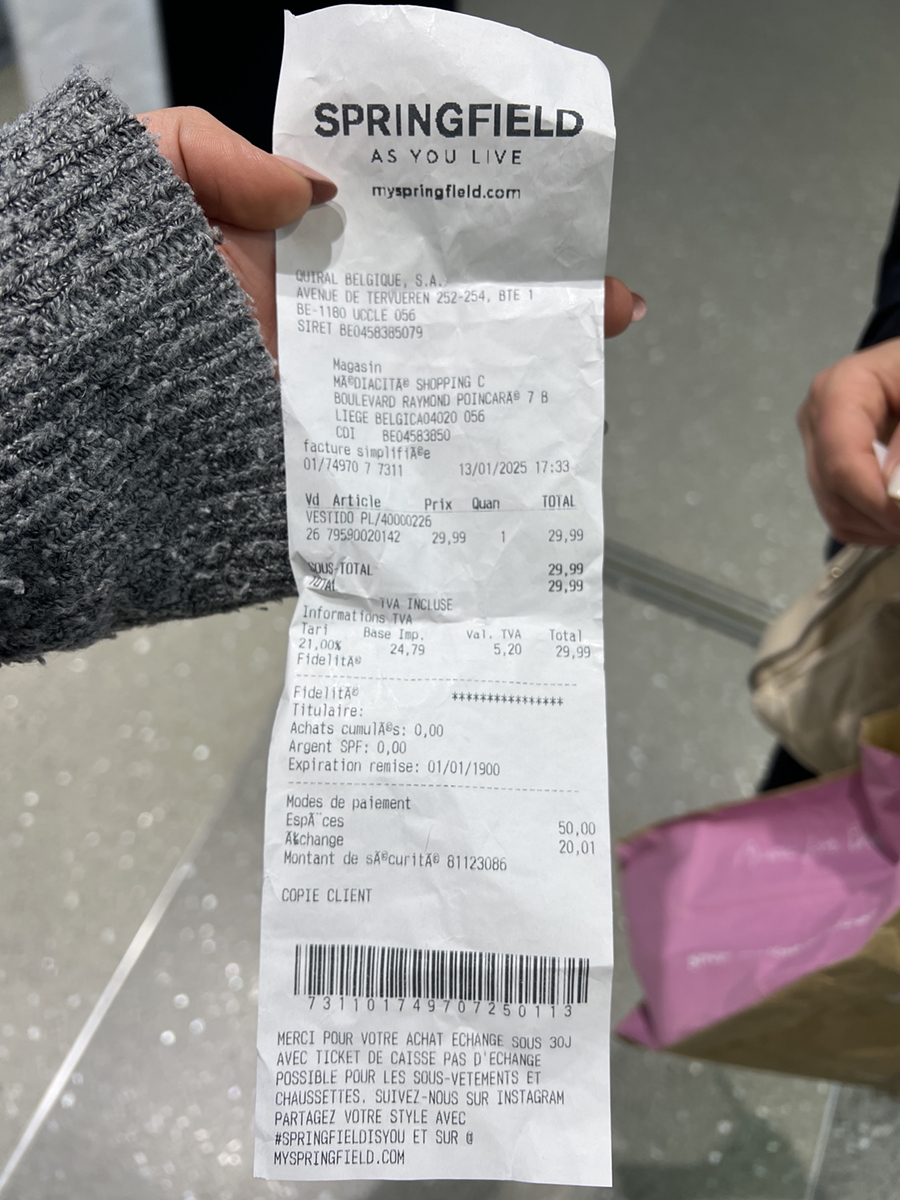 SPRINGFIELD
AS YOU LIVE
myspringfield.com
QUIRAL BELGIQUE, S.A.
AVENUE DE TERVUEREN 252-254, BTE 1
BE-1180 UCCLE 056
SIRET BE0458385079
Magasin
MÃ©DIACITÃ© SHOPPING C
BOULEVARD RAYMOND POINCARÃ© 7 B
LIEGE BELGICA04020 056
CDI BE04583850
facture simplifiÃ©e
01/74970 7 7311 13/01/2025 17:33
Vd Article Prix Quan TOTAL
VESTIDO PL/40000226
26 79590020142 29,99 1 29,99
SOUS-TOTAL 29,99
TOTAL 29,99
TVA INCLUSE
Informations TVA
Tari Base Imp. Val. TVA Total
21,00% 24,79 5,20 29,99
FidelitÃ©
FidelitÃ© ****************
Titulaire:
Achats cumulÃ©s: 0,00
Argent SPF: 0,00
Expiration remise: 01/01/1900
Modes de paiement
EspÃ¨ces 50,00
Ã‰change 20,01
Montant de sÃ©curitÃ© 81123086
COPIE CLIENT
731101749707250113
MERCI POUR VOTRE ACHAT ECHANGE SOUS 30J
AVEC TICKET DE CAISSE PAS D'ECHANGE
POSSIBLE POUR LES SOUS-VETEMENTS ET
CHAUSSETTES. SUIVEZ-NOUS SUR INSTAGRAM
PARTAGEZ VOTRE STYLE AVEC
#SPRINGFIELDISYOU ET SUR @
MYSPRINGFIELD.COM